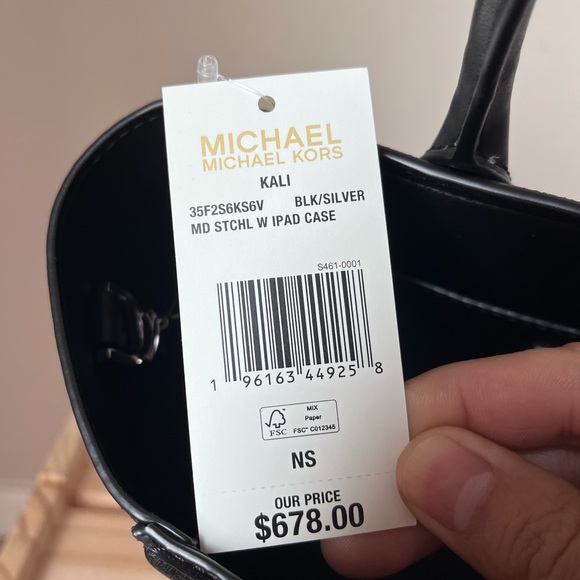 MICHAEL
MICHAEL KORS
KALI
35F2S6KS6V BLK/SILVER
MD STCHL W IPAD CASE
S461-0001
1 96163 44925 8
FSC
MIX
Paper
FSC™ C012345
NS
OUR PRICE
$678.00